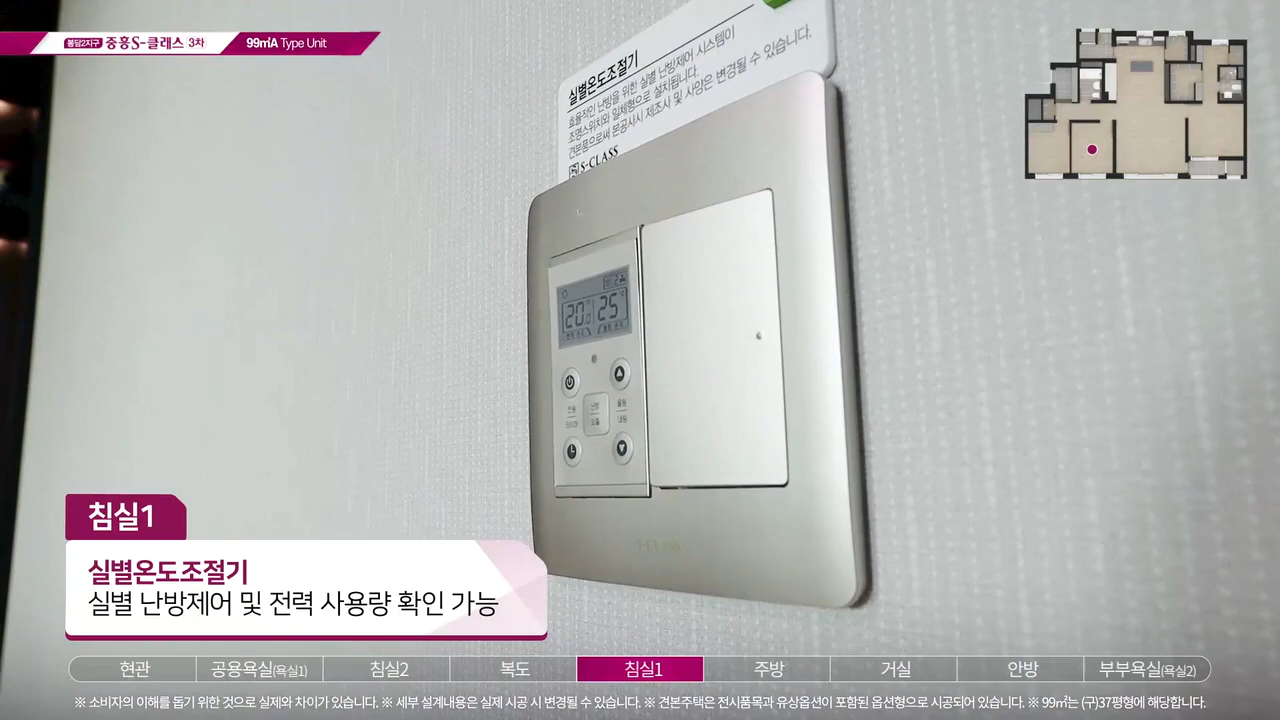 봉담2지구 중흥S-클래스 3차
99㎡A Type Unit
실별온도조절기
효율적인 난방을 위한 실별 난방제어 시스템이
조명스위치와 일체형으로 설치됩니다.
견본품으로써 본공사시 제조사 및 사양은 변경될 수 있습니다.
S-CLASS
20.0 25
난방
외출
침실1
실별온도조절기
실별 난방제어 및 전력 사용량 확인 가능
현관 공용욕실(욕실1) 침실2 복도 침실1 주방 거실 안방 부부욕실(욕실2)
※ 소비자의 이해를 돕기 위한 것으로 실제와 차이가 있습니다. ※ 세부 설계내용은 실제 시공 시 변경될 수 있습니다. ※ 견본주택은 전시품목과 유상옵션이 포함된 옵션형으로 시공되어 있습니다. ※ 99㎡는 (구)37평형에 해당합니다.